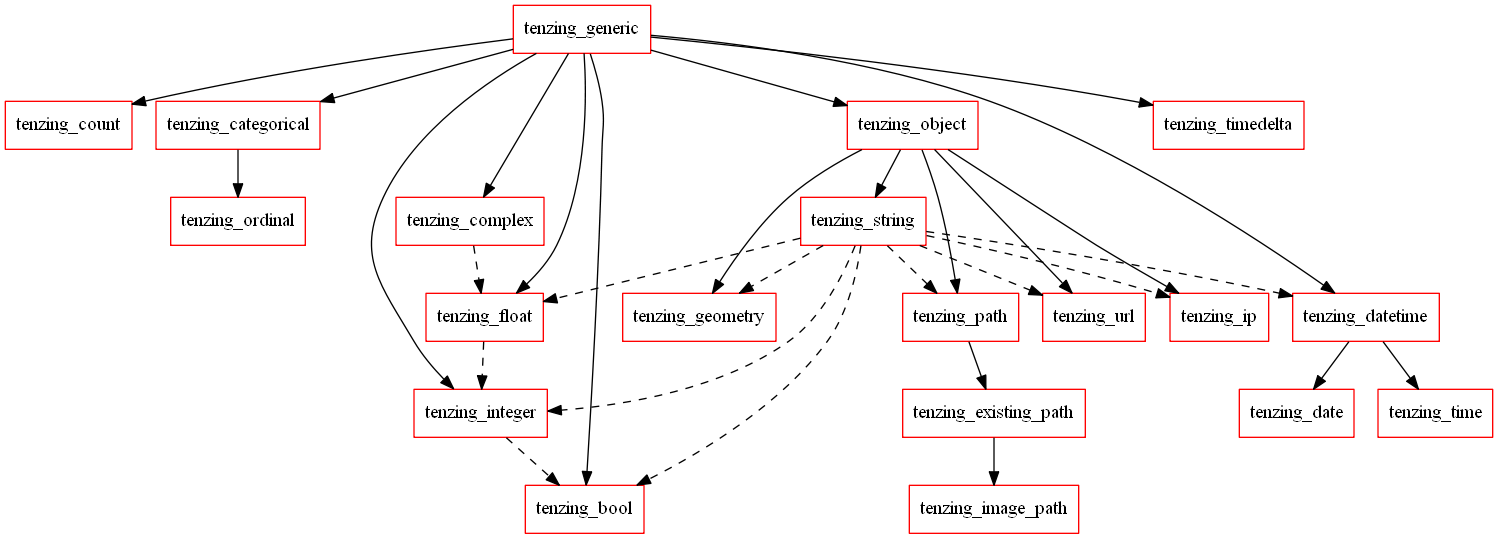 tenzing_generic
tenzing_count
tenzing_categorical
tenzing_object
tenzing_timedelta
tenzing_ordinal
tenzing_complex
tenzing_string
tenzing_float
tenzing_geometry
tenzing_path
tenzing_url
tenzing_ip
tenzing_datetime
tenzing_integer
tenzing_existing_path
tenzing_date
tenzing_time
tenzing_bool
tenzing_image_path